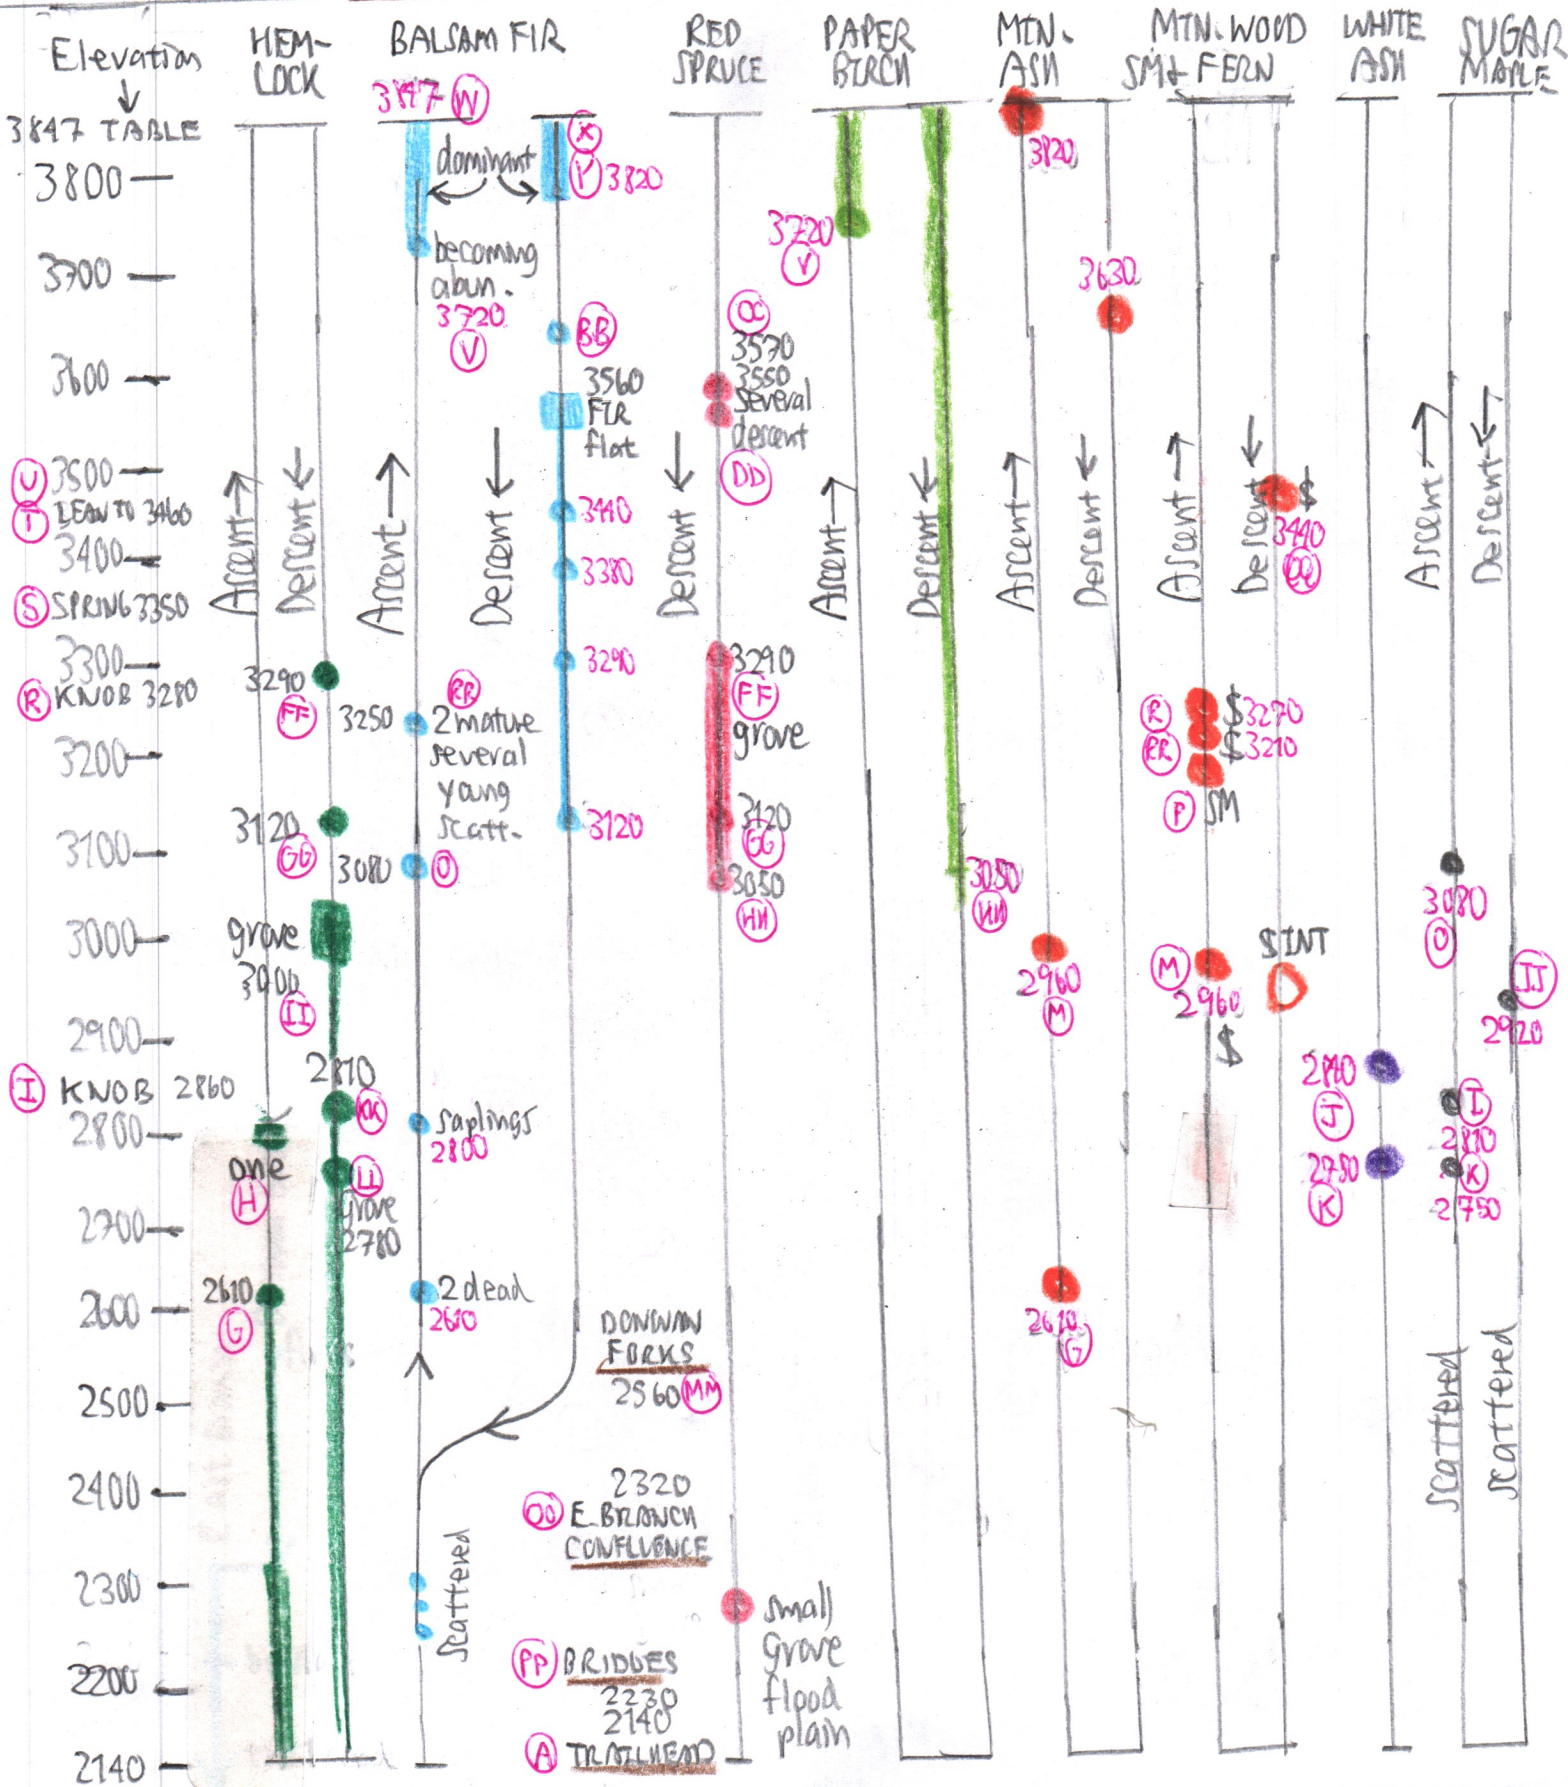 Elevation
HEM-
LOCK
BALSAM FIR
RED
SPRUCE
PAPER
BIRCH
MTN.
ASH
MTN. WOOD
SM+ FERN
WHITE
ASH
SUGAR
MAPLE
3847 TABLE
3800
3700
3600
U 3500
T LEAN TO 3460
3400
S SPRING 3350
3300
R KNOB 3280
3200
3100
3000
2900
I KNOB 2860
2800
2700
2600
2500
2400
2300
2200
2140
Ascent
Descent
3290
FF
3120
GG
grove
3000
II
2810
KK
one
H
LL
grove
2780
2610
G
3847 W
dominant
X
Y 3820
becoming
abun.
3720
V
BB
3560
FIR
flat
Ascent
Descent
3440
3380
3290
3120
RR
3250 2 mature
several
young
scatt.
3080 O
saplings
2800
2 dead
2610
scattered
DONOVAN
FORKS
2560 MM
2320
OO E. BRANCH
CONFLUENCE
PP BRIDGES
2230
2140
A TRAILHEAD
CC
3570
3550
several
descent
DD
Descent
3290
FF
grove
3120
GG
3050
HH
small
grove
flood
plain
3720
V
Ascent
Descent
3050
HH
3820
3630
Ascent
Descent
2960
M
2610
G
Ascent
Descent
$
3440
R $ 3270
RR $ 3210
P SM
M
2960
$
$ INT
2840
J
2750
K
Ascent
Descent
3080
O
JJ
2920
I
2810
K
2750
scattered
scattered